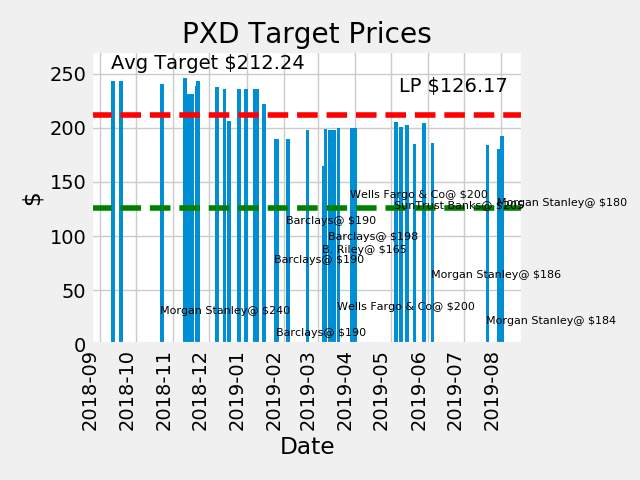 PXD Target Prices
Avg Target $212.24
LP $126.17
250
200
150
100
50
0
$
Wells Fargo & Co@ $200
SunTrust Banks@ $205
Morgan Stanley@ $180
Barclays@ $190
Barclays@ $198
B. Riley@ $165
Barclays@ $190
Morgan Stanley@ $186
Morgan Stanley@ $240
Wells Fargo & Co@ $200
Morgan Stanley@ $184
Barclays@ $190
2018-09
2018-10
2018-11
2018-12
2019-01
2019-02
2019-03
2019-04
2019-05
2019-06
2019-07
2019-08
Date